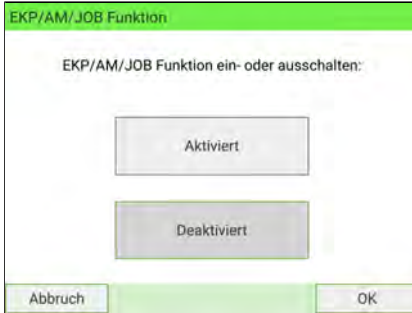 EKP/AM/JOB Funktion
EKP/AM/JOB Funktion ein- oder ausschalten:
Aktiviert
Deaktiviert
Abbruch
OK